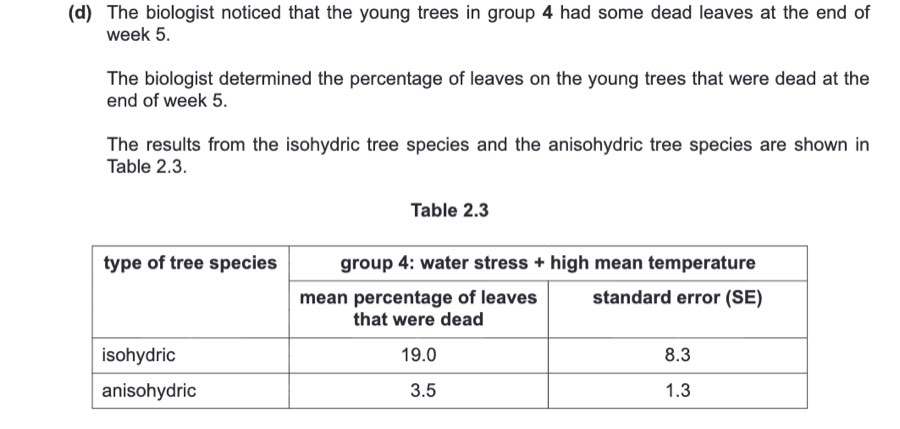 (d) The biologist noticed that the young trees in group 4 had some dead leaves at the end of
week 5.
The biologist determined the percentage of leaves on the young trees that were dead at the
end of week 5.
The results from the isohydric tree species and the anisohydric tree species are shown in
Table 2.3.
Table 2.3
type of tree species group 4: water stress + high mean temperature
mean percentage of leaves standard error (SE)
that were dead
isohydric 19.0 8.3
anisohydric 3.5 1.3